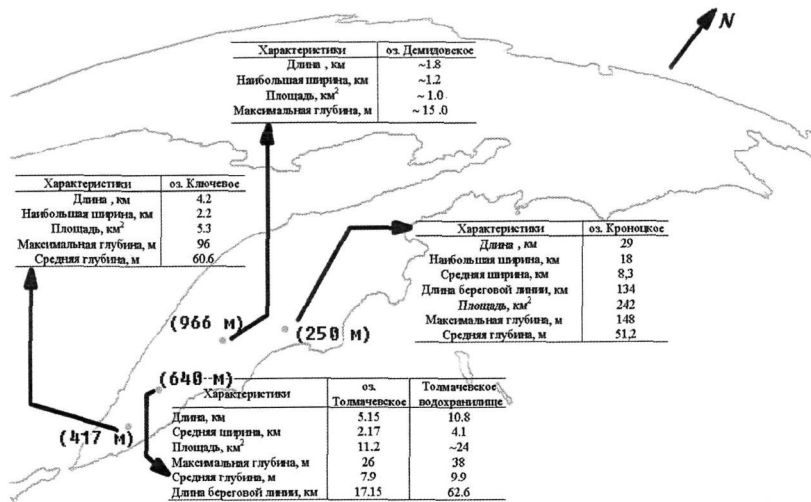 N
Характеристики оз. Демидовское
Длина , км ~1.8
Наибольшая ширина, км ~1.2
Площадь, км² ~ 1.0
Максимальная глубина, м ~ 15 .0
Характеристики оз. Ключевое
Длина , км 4.2
Наибольшая ширина, км 2.2
Площадь, км² 5.3
Максимальная глубина, м 96
Средняя глубина, м 60.6
Характеристики оз. Кроноцкое
Длина , км 29
Наибольшая ширина, км 18
Средняя ширина, км 8,3
Длина береговой линии, км 134
Площадь, км² 242
Максимальная глубина, м 148
Средняя глубина, м 51,2
(966 м)
(250 м)
(640 м)
(417 м)
Характеристики оз. Толмачевское Толмачевское водохранилище
Длина, км 5.15 10.8
Средняя ширина, км 2.17 4.1
Площадь, км² 11.2 ~24
Максимальная глубина, м 26 38
Средняя глубина, м 7.9 9.9
Длина береговой линии, км 17.15 62.6